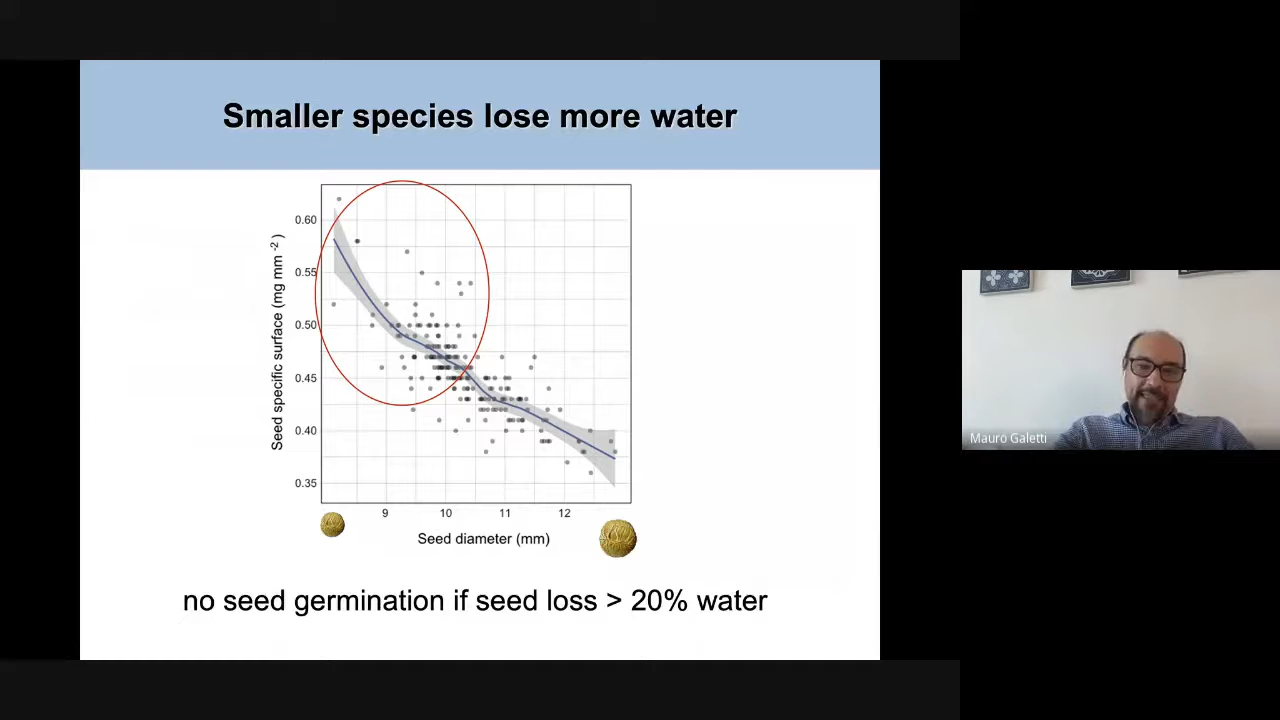 Smaller species lose more water
Seed specific surface (mg mm -2 )
0.60
0.55
0.50
0.45
0.40
0.35
9 10 11 12
Seed diameter (mm)
no seed germination if seed loss > 20% water
Mauro Galetti